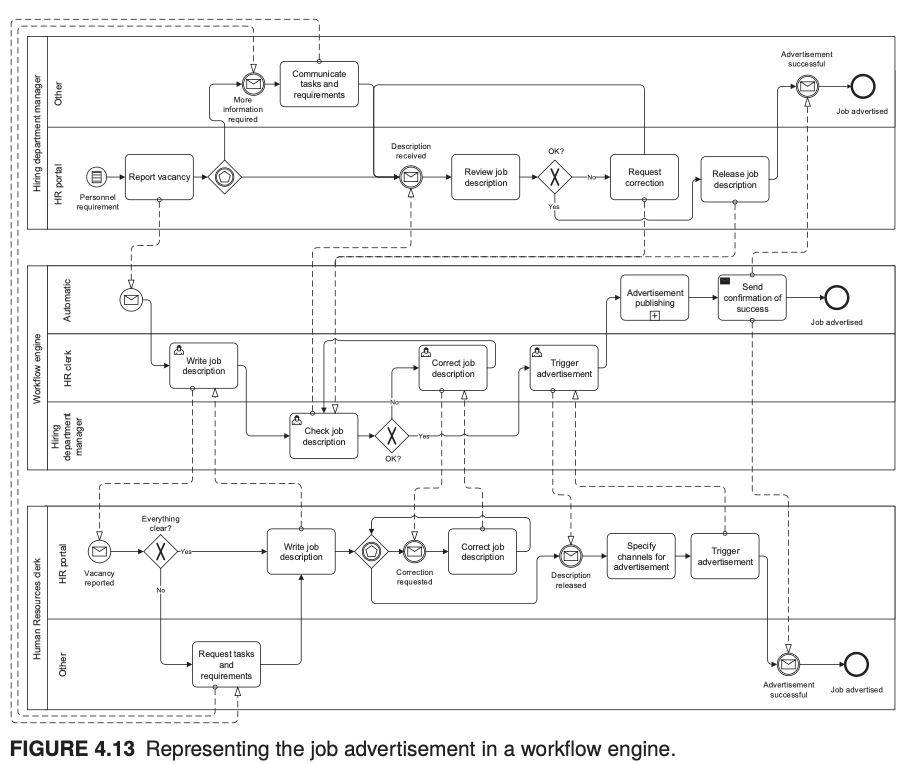 Hiring department manager
Other
More
information
required
Communicate
tasks and
requirements
Advertisement
successful
Job advertised
HR portal
Personnel
requirement
Report vacancy
Description
received
Review job
description
OK?
No
Yes
Request
correction
Release job
description
Workflow engine
Automatic
Advertisement
publishing
Send
confirmation of
success
Job advertised
HR clerk
Write job
description
Correct job
description
Trigger
advertisement
Hiring
department
manager
Check job
description
No
Yes
OK?
Human Resources clerk
HR portal
Vacancy
reported
Everything
clear?
Yes
No
Write job
description
Correction
requested
Correct job
description
Description
released
Specify
channels for
advertisement
Trigger
advertisement
Other
Request tasks
and
requirements
Advertisement
successful
Job advertised
FIGURE 4.13 Representing the job advertisement in a workflow engine.